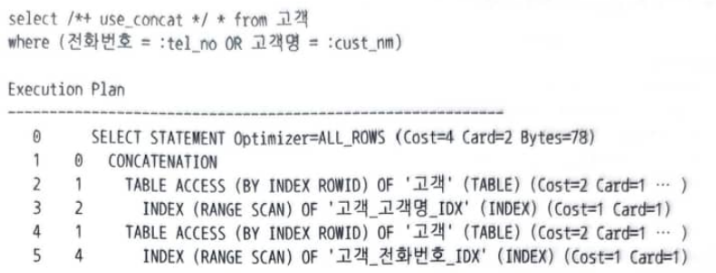 select /*+ use_concat */ * from 고객
where (전화번호 = :tel_no OR 고객명 = :cust_nm)
Execution Plan
------------------------------------------------------------
0 SELECT STATEMENT Optimizer=ALL_ROWS (Cost=4 Card=2 Bytes=78)
1 0 CONCATENATION
2 1 TABLE ACCESS (BY INDEX ROWID) OF '고객' (TABLE) (Cost=2 Card=1 … )
3 2 INDEX (RANGE SCAN) OF '고객_고객명_IDX' (INDEX) (Cost=1 Card=1)
4 1 TABLE ACCESS (BY INDEX ROWID) OF '고객' (TABLE) (Cost=2 Card=1 … )
5 4 INDEX (RANGE SCAN) OF '고객_전화번호_IDX' (INDEX) (Cost=1 Card=1)